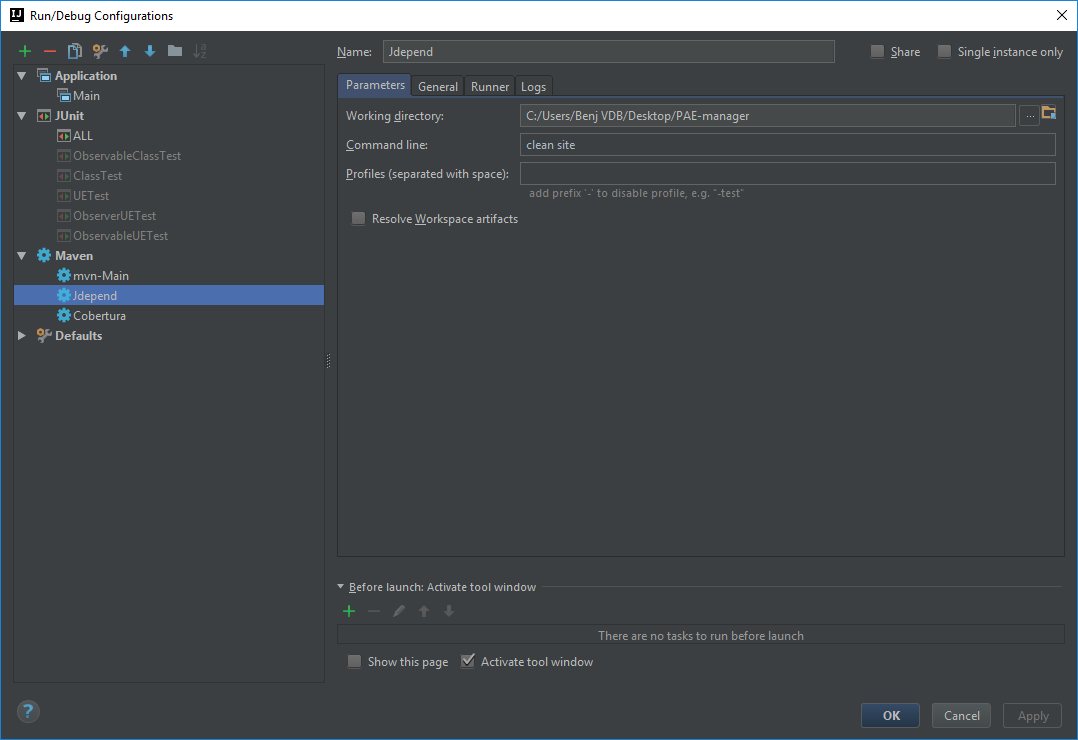 Run/Debug Configurations
Name: Jdepend Share Single instance only
Application
Main
JUnit
ALL
ObservableClassTest
ClassTest
UETest
ObserverUETest
ObservableUETest
Maven
mvn-Main
Jdepend
Cobertura
Defaults
Parameters General Runner Logs
Working directory: C:/Users/Benj VDB/Desktop/PAE-manager ...
Command line: clean site
Profiles (separated with space):
add prefix '-' to disable profile, e.g. "-test"
Resolve Workspace artifacts
Before launch: Activate tool window
There are no tasks to run before launch
Show this page Activate tool window
? OK Cancel Apply